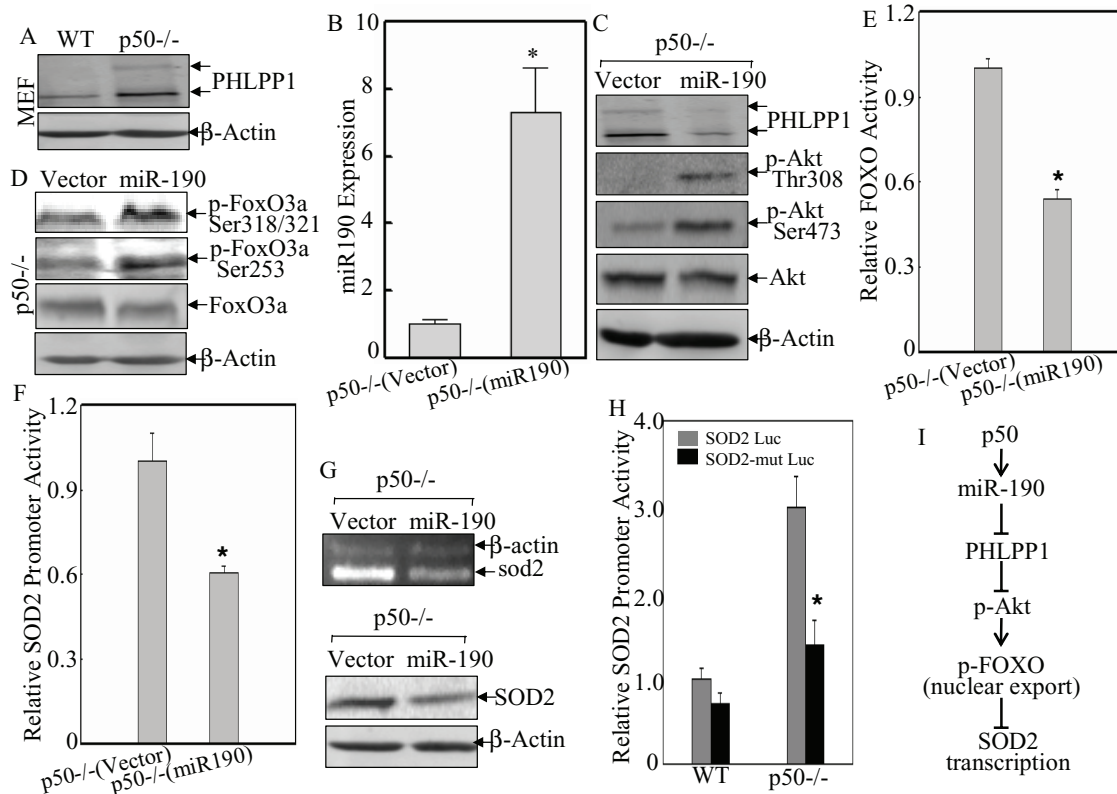 A
WT p50-/-
MEF
PHLPP1
β-Actin
B
miR190 Expression
10
8
6
4
2
0
*
p50-/-(Vector)
p50-/-(miR190)
C
p50-/-
Vector miR-190
PHLPP1
p-Akt
Thr308
p-Akt
Ser473
Akt
β-Actin
D
Vector miR-190
p50-/-
p-FoxO3a
Ser318/321
p-FoxO3a
Ser253
FoxO3a
β-Actin
E
Relative FOXO Activity
1.2
0.9
0.6
0.3
0
*
p50-/-(Vector)
p50-/-(miR190)
F
Relative SOD2 Promoter Activity
1.2
0.9
0.6
0.3
0
*
p50-/-(Vector)
p50-/-(miR190)
G
p50-/-
Vector miR-190
β-actin
sod2
p50-/-
Vector miR-190
SOD2
β-Actin
H
Relative SOD2 Promoter Activity
4.0
3.0
2.0
1.0
0
SOD2 Luc
SOD2-mut Luc
*
WT p50-/-
I
p50
miR-190
PHLPP1
p-Akt
p-FOXO
(nuclear export)
SOD2
transcription